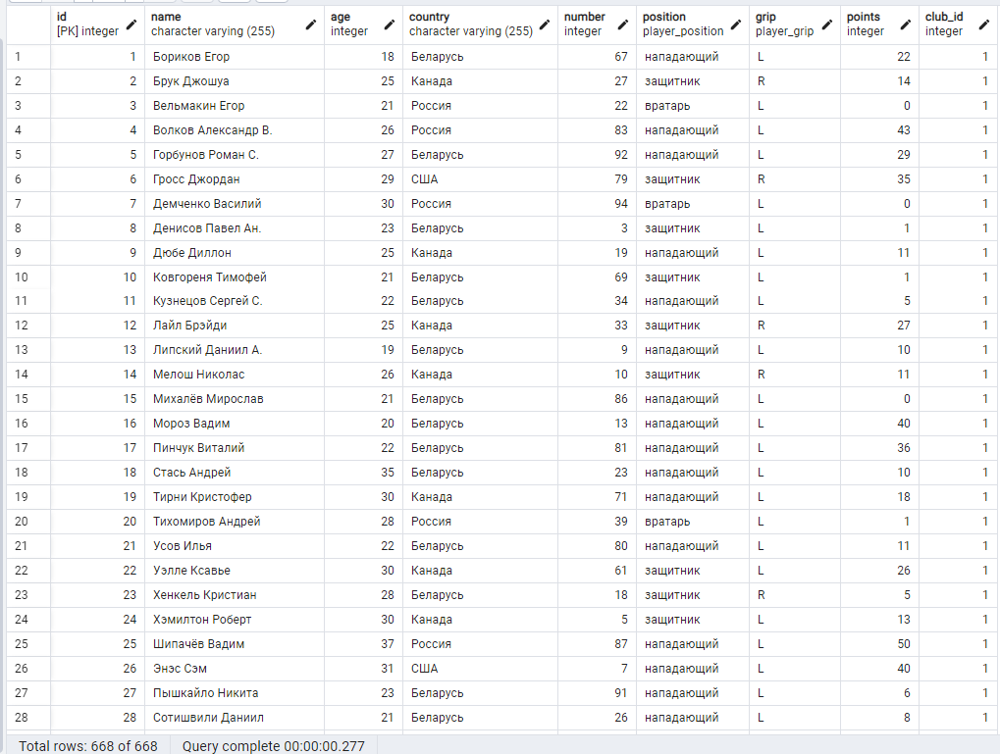 id name age country number position grip points club_id
[PK] integer character varying (255) integer character varying (255) integer player_position player_grip integer integer
1 1 Бориков Егор 18 Беларусь 67 нападающий L 22 1
2 2 Брук Джошуа 25 Канада 27 защитник R 14 1
3 3 Вельмакин Егор 21 Россия 22 вратарь L 0 1
4 4 Волков Александр В. 26 Россия 83 нападающий L 43 1
5 5 Горбунов Роман С. 27 Беларусь 92 нападающий L 29 1
6 6 Гросс Джордан 29 США 79 защитник R 35 1
7 7 Демченко Василий 30 Россия 94 вратарь L 0 1
8 8 Денисов Павел Ан. 23 Беларусь 3 защитник L 1 1
9 9 Дюбе Диллон 25 Канада 19 нападающий L 11 1
10 10 Ковгореня Тимофей 21 Беларусь 69 защитник L 1 1
11 11 Кузнецов Сергей С. 22 Беларусь 34 нападающий L 5 1
12 12 Лайл Брэйди 25 Канада 33 защитник R 27 1
13 13 Липский Даниил А. 19 Беларусь 9 нападающий L 10 1
14 14 Мелош Николас 26 Канада 10 защитник R 11 1
15 15 Михалёв Мирослав 21 Беларусь 86 нападающий L 0 1
16 16 Мороз Вадим 20 Беларусь 13 нападающий L 40 1
17 17 Пинчук Виталий 22 Беларусь 81 нападающий L 36 1
18 18 Стась Андрей 35 Беларусь 23 нападающий L 10 1
19 19 Тирни Кристофер 30 Канада 71 нападающий L 18 1
20 20 Тихомиров Андрей 28 Россия 39 вратарь L 1 1
21 21 Усов Илья 22 Беларусь 80 нападающий L 11 1
22 22 Уэлле Ксавье 30 Канада 61 защитник L 26 1
23 23 Хенкель Кристиан 28 Беларусь 18 защитник R 5 1
24 24 Хэмилтон Роберт 30 Канада 5 защитник L 13 1
25 25 Шипачёв Вадим 37 Россия 87 нападающий L 50 1
26 26 Энэс Сэм 31 США 7 нападающий L 40 1
27 27 Пышкайло Никита 23 Беларусь 91 нападающий L 6 1
28 28 Сотишвили Даниил 21 Беларусь 26 нападающий L 8 1
Total rows: 668 of 668 Query complete 00:00:00.277